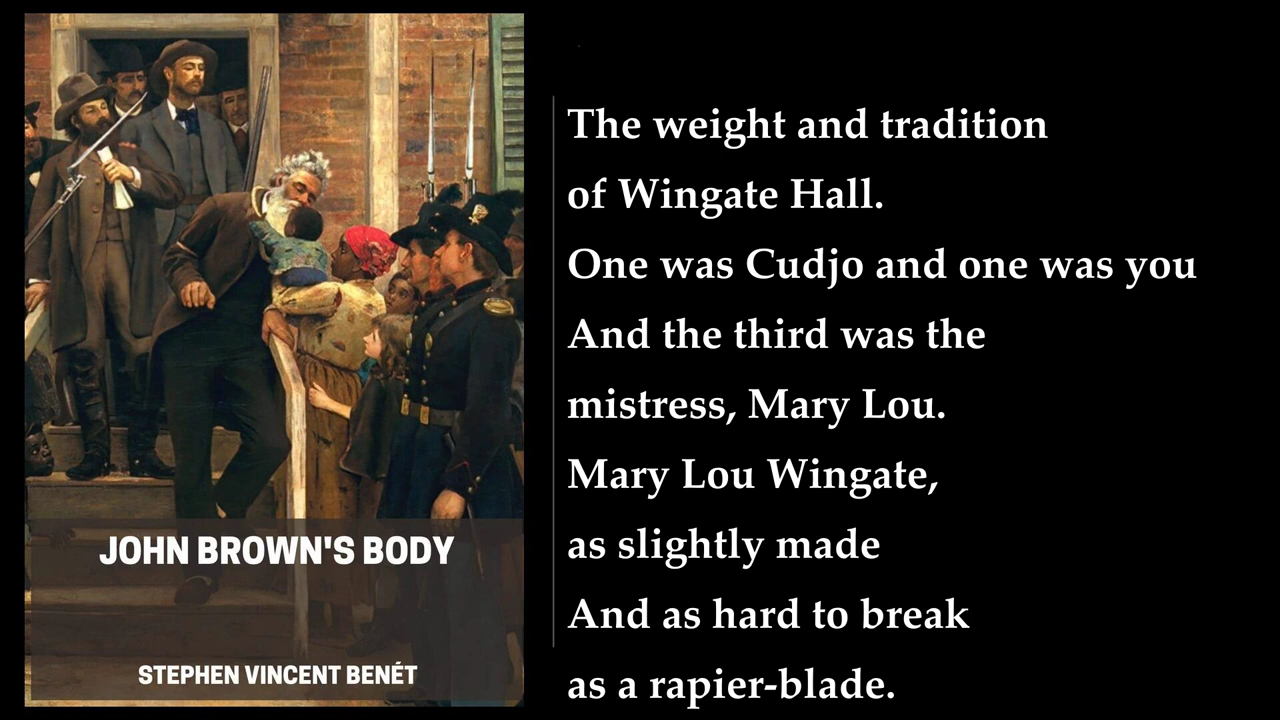 JOHN BROWN'S BODY
STEPHEN VINCENT BENÉT
The weight and tradition
of Wingate Hall.
One was Cudjo and one was you
And the third was the
mistress, Mary Lou.
Mary Lou Wingate,
as slightly made
And as hard to break
as a rapier-blade.